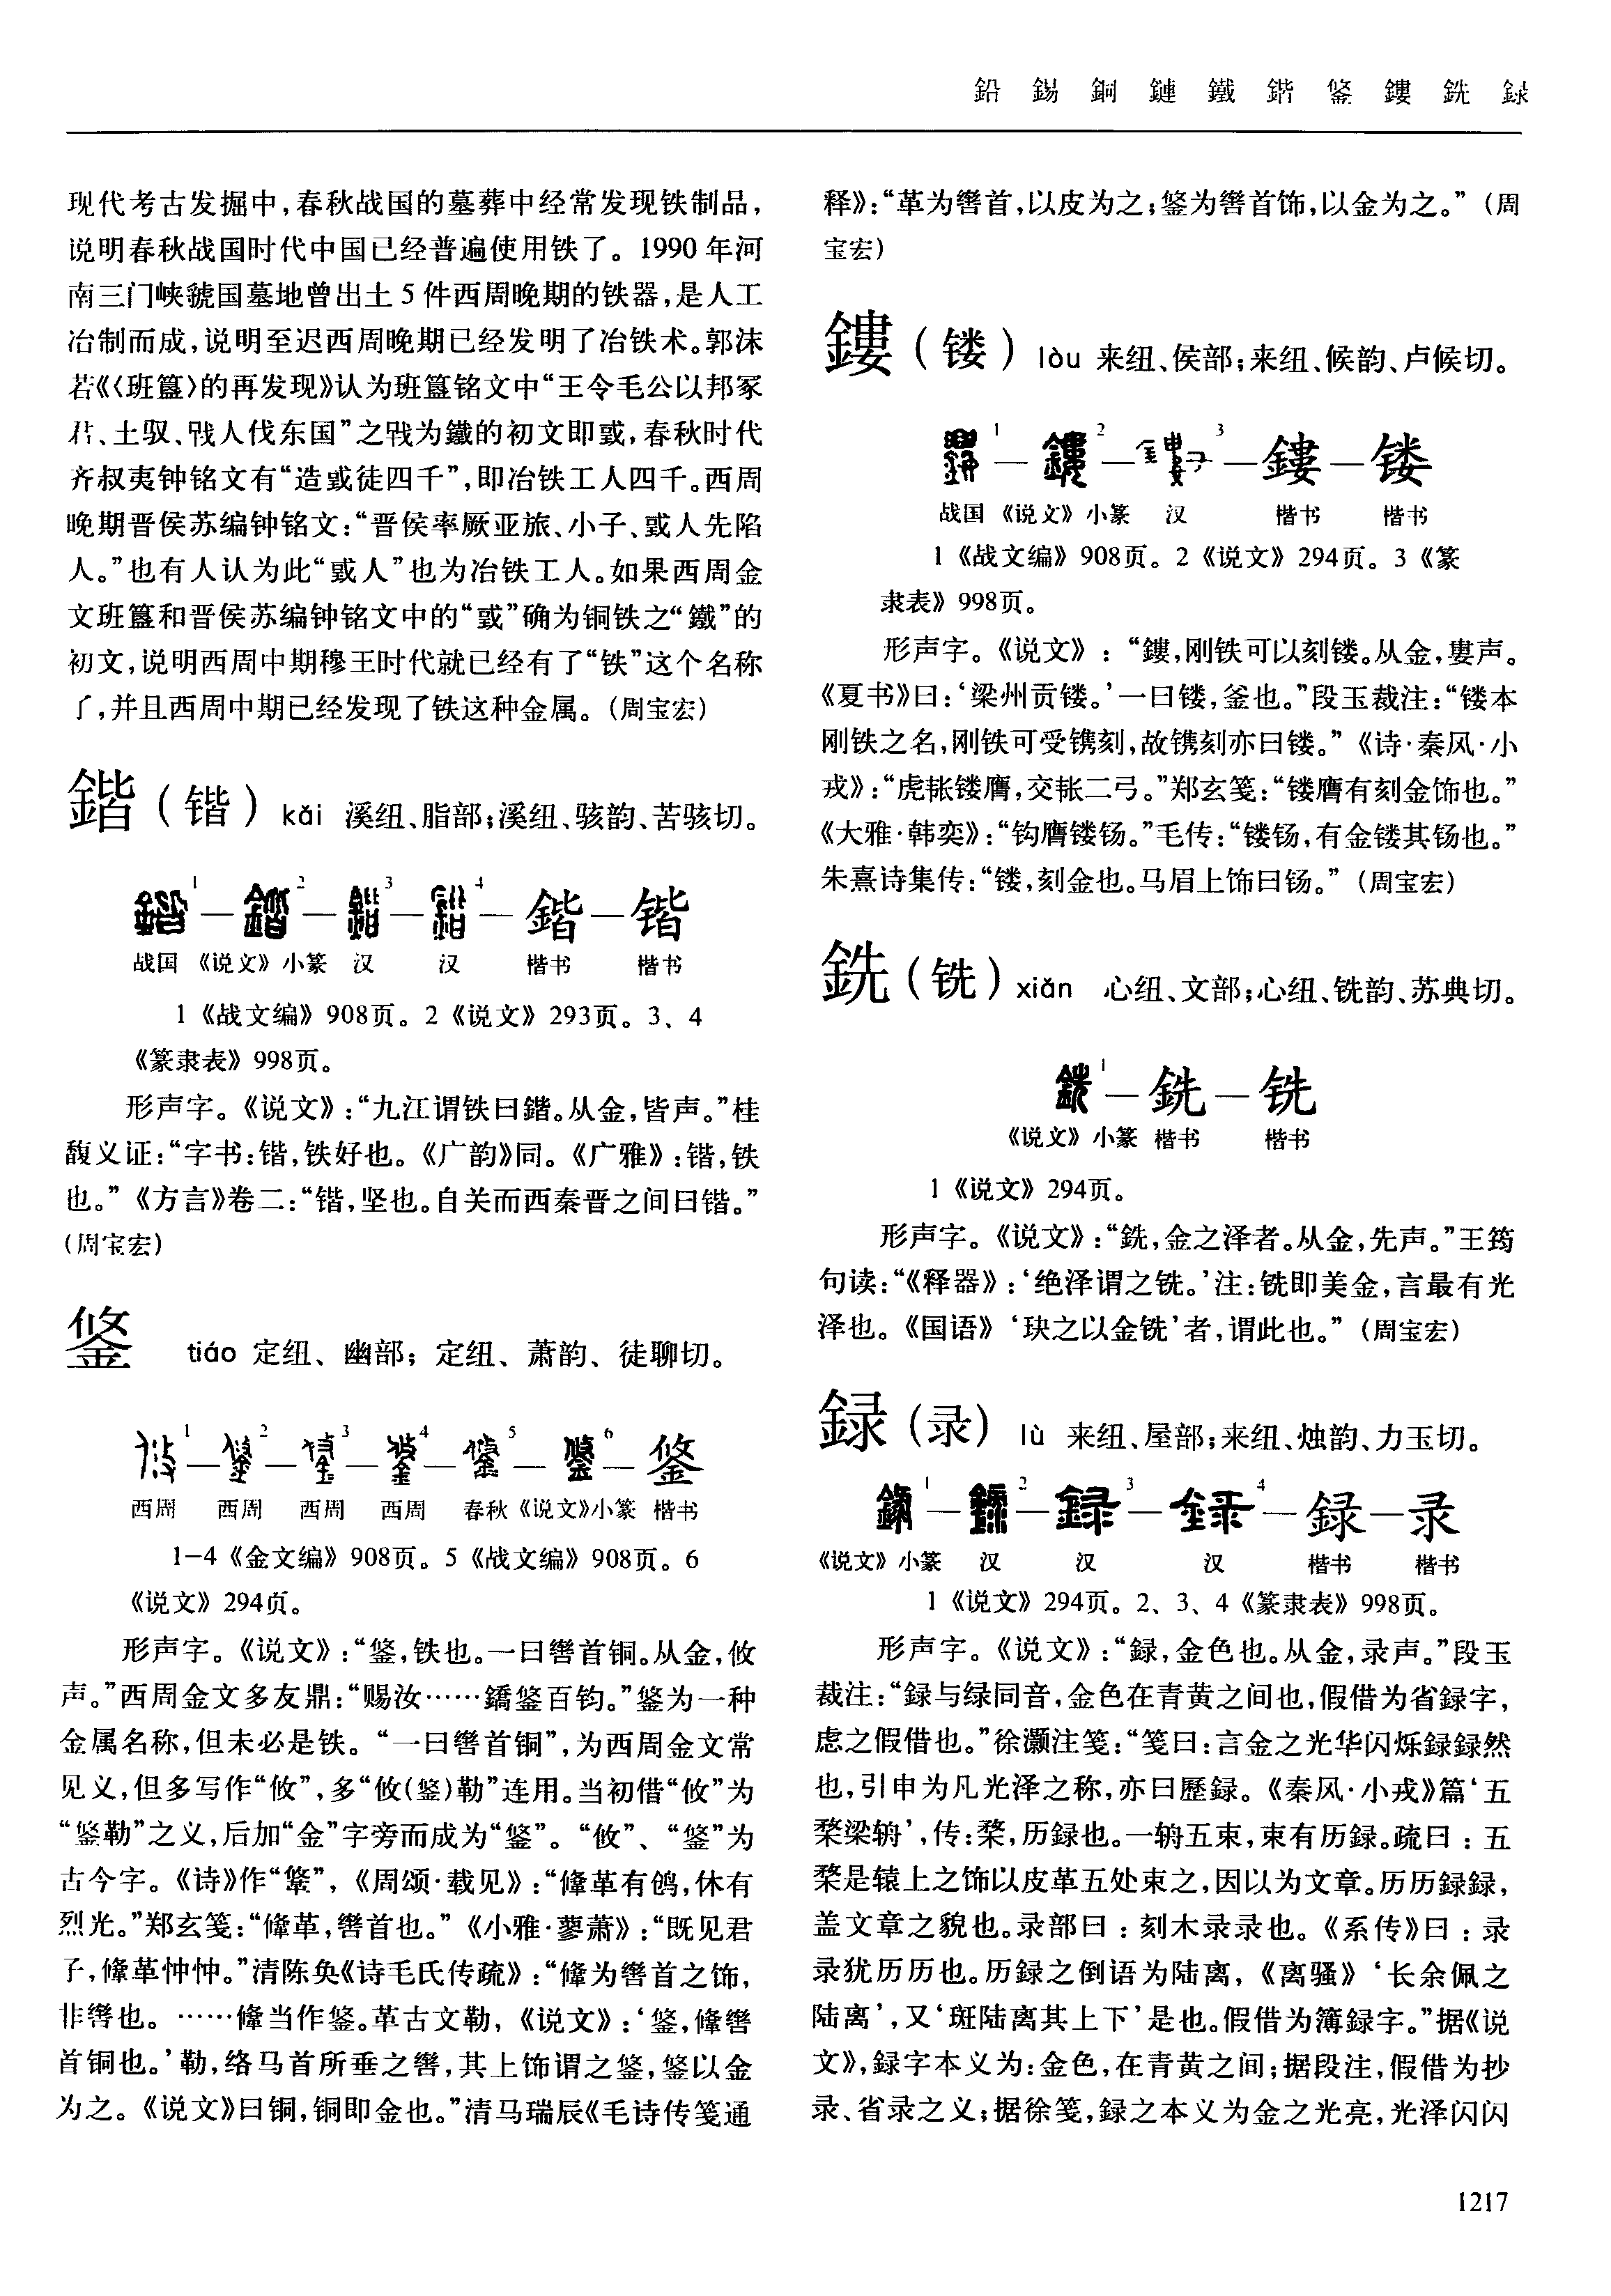 鉛 錫 銅 鏈 鐵 鍇 鋚 鏤 銑 録
现代考古发掘中,春秋战国的墓葬中经常发现铁制品,
说明春秋战国时代中国已经普遍使用铁了。1990年河
南三门峡虢国墓地曾出土5件西周晚期的铁器,是人工
冶制而成,说明至迟西周晚期已经发明了冶铁术。郭沫
若《〈班簋〉的再发现》认为班簋铭文中“王令毛公以邦冢
君、土驭、人伐东国”之为鐵的初文即或,春秋时代
齐叔夷钟铭文有“造徒四千”,即冶铁工人四千。西周
晚期晋侯苏编钟铭文:“晋侯率厥亚旅、小子、人先陷
人。”也有人认为此“人”也为冶铁工人。如果西周金
文班簋和晋侯苏编钟铭文中的“”确为铜铁之“鐵”的
初文,说明西周中期穆王时代就已经有了“铁”这个名称
了,并且西周中期已经发现了铁这种金属。(周宝宏)
鍇(锴)kǎi 溪纽、脂部;溪纽、骇韵、苦骇切。
1 — 2 — 3 — 4 — 鍇 — 锴
战国 《说文》小篆 汉 汉 楷书 楷书
1《战文编》908页。2《说文》293页。3、4
《篆隶表》998页。
形声字。《说文》:“九江谓铁曰鍇。从金,皆声。”桂
馥义证:“字书:锴,铁好也。《广韵》同。《广雅》:锴,铁
也。”《方言》卷二:“锴,坚也。自关而西秦晋之间曰锴。”
(周宝宏)
鋚 tiáo 定纽、幽部;定纽、萧韵、徒聊切。
1 — 2 — 3 — 4 — 5 — 6 — 鋚
西周 西周 西周 西周 春秋《说文》小篆 楷书
1-4《金文编》908页。5《战文编》908页。6
《说文》294页。
形声字。《说文》:“鋚,铁也。一曰辔首铜。从金,攸
声。”西周金文多友鼎:“赐汝……鐈鋚百钧。”鋚为一种
金属名称,但未必是铁。“一曰辔首铜”,为西周金文常
见义,但多写作“攸”,多“攸(鋚)勒”连用。当初借“攸”为
“鋚勒”之义,后加“金”字旁而成为“鋚”。“攸”、“鋚”为
古今字。《诗》作“鞗”,《周颂·载见》:“鞗革有鸧,休有
烈光。”郑玄笺:“鞗革,辔首也。”《小雅·蓼萧》:“既见君
子,鞗革忡忡。”清陈奂《诗毛氏传疏》:“鞗为辔首之饰,
非辔也。……鞗当作鋚。革古文勒,《说文》:‘鋚,鞗辔
首铜也。’勒,络马首所垂之辔,其上饰谓之鋚,鋚以金
为之。《说文》曰铜,铜即金也。”清马瑞辰《毛诗传笺通
释》:“革为辔首,以皮为之;鋚为辔首饰,以金为之。”(周
宝宏)
鏤(镂)lòu 来纽、侯部;来纽、候韵、卢候切。
1 — 2 — 3 — 鏤 — 镂
战国 《说文》小篆 汉 楷书 楷书
1《战文编》908页。2《说文》294页。3《篆
隶表》998页。
形声字。《说文》:“鏤,刚铁可以刻镂。从金,婁声。
《夏书》曰:‘梁州贡镂。’一曰镂,釜也。”段玉裁注:“镂本
刚铁之名,刚铁可受镌刻,故镌刻亦曰镂。”《诗·秦风·小
戎》:“虎韔镂膺,交韔二弓。”郑玄笺:“镂膺有刻金饰也。”
《大雅·韩奕》:“钩膺镂钖。”毛传:“镂钖,有金镂其钖也。”
朱熹诗集传:“镂,刻金也。马眉上饰曰钖。”(周宝宏)
銑(铣)xiǎn 心纽、文部;心纽、铣韵、苏典切。
1 — 銑 — 铣
《说文》小篆 楷书 楷书
1《说文》294页。
形声字。《说文》:“銑,金之泽者。从金,先声。”王筠
句读:“《释器》:‘绝泽谓之铣。’注:铣即美金,言最有光
泽也。《国语》‘玦之以金铣’者,谓此也。”(周宝宏)
録(录)lù 来纽、屋部;来纽、烛韵、力玉切。
1 — 2 — 3 — 4 — 録 — 录
《说文》小篆 汉 汉 汉 楷书 楷书
1《说文》294页。2、3、4《篆隶表》998页。
形声字。《说文》:“録,金色也。从金,录声。”段玉
裁注:“録与绿同音,金色在青黄之间也,假借为省録字,
虑之假借也。”徐灏注笺:“笺曰:言金之光华闪烁録録然
也,引申为凡光泽之称,亦曰歷録。《秦风·小戎》篇‘五
楘梁辀’,传:楘,历録也。一辀五束,束有历録。疏曰:五
楘是辕上之饰以皮革五处束之,因以为文章。历历録録,
盖文章之貌也。录部曰:刻木录录也。《系传》曰:录
录犹历历也。历録之倒语为陆离,《离骚》‘长余佩之
陆离’,又‘斑陆离其上下’是也。假借为簿録字。”据《说
文》,録字本义为:金色,在青黄之间;据段注,假借为抄
录、省录之义;据徐笺,録之本义为金之光亮,光泽闪闪
1217